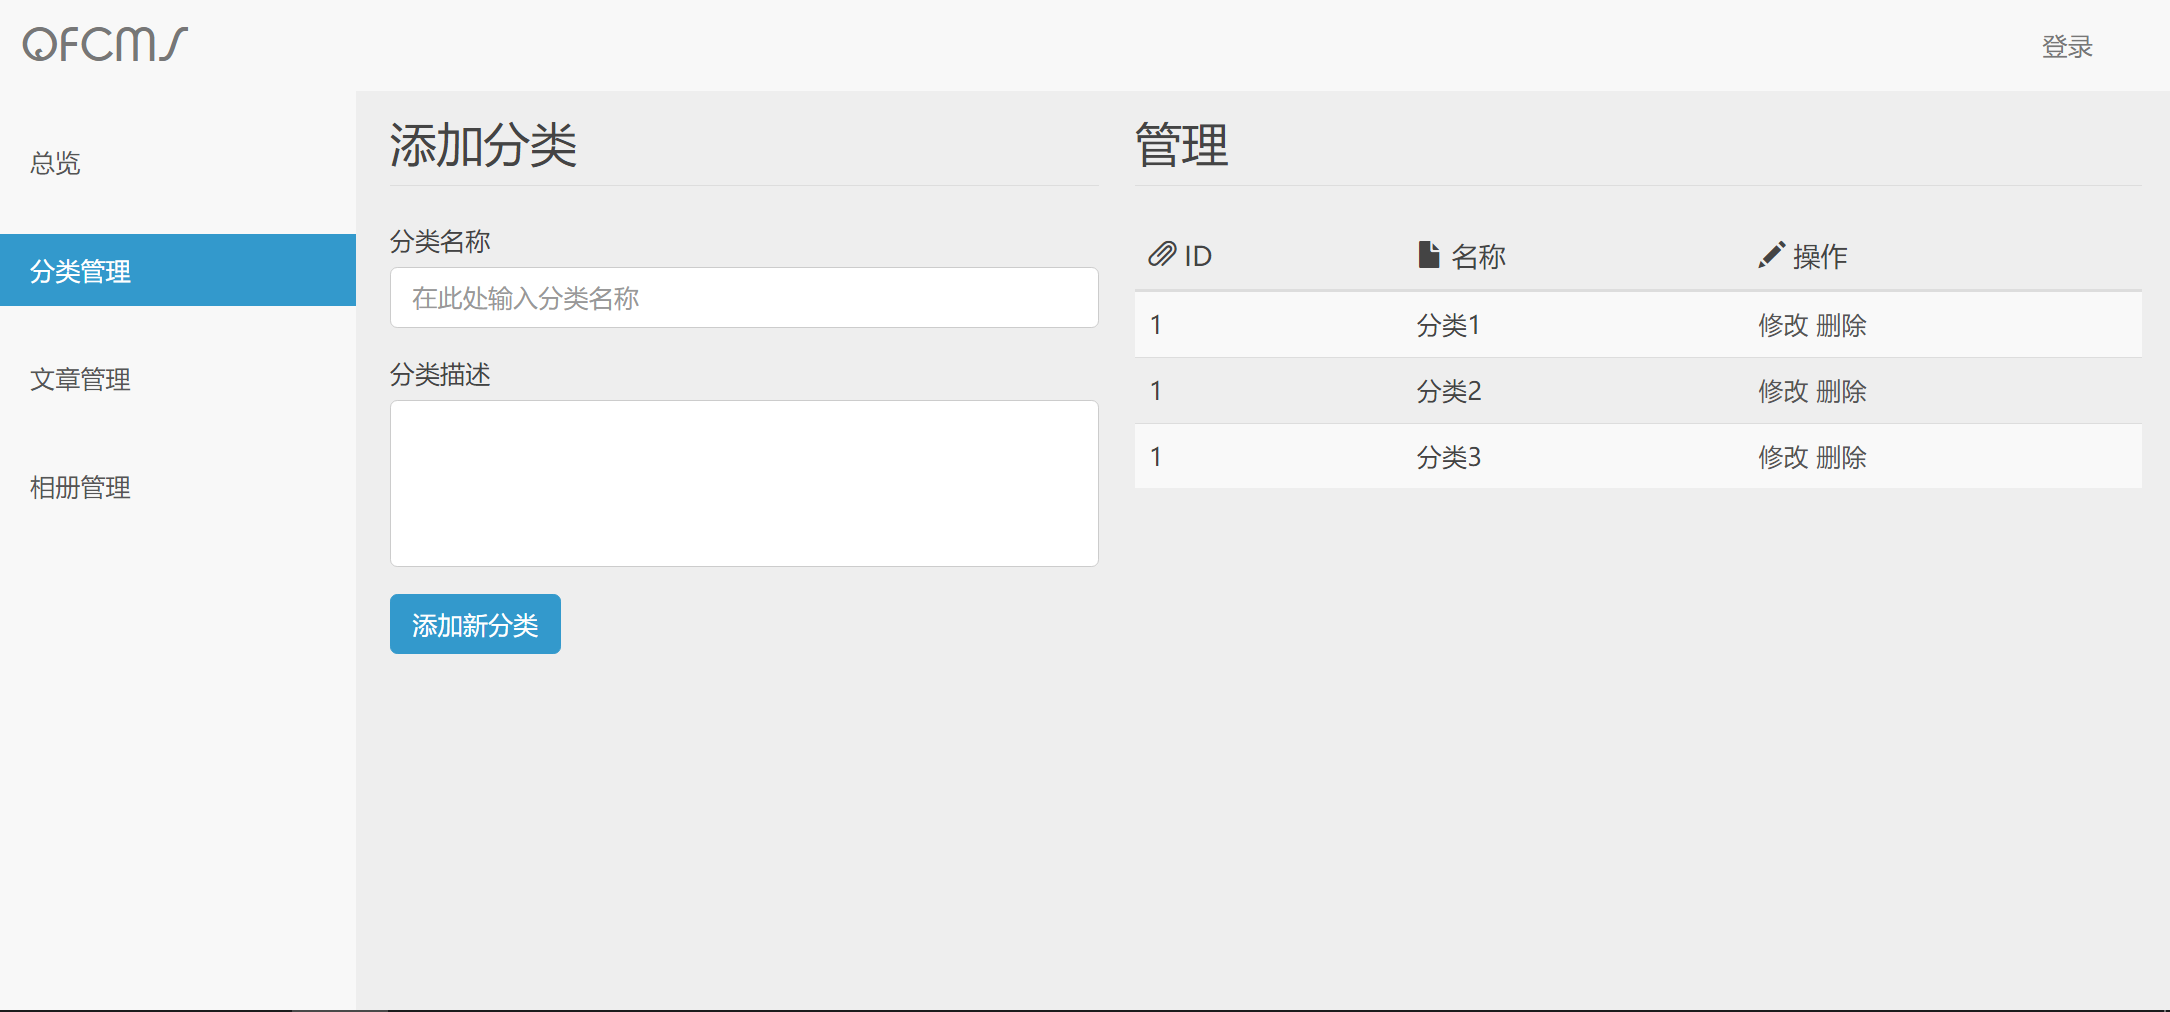 QFCMS
登录
总览
分类管理
文章管理
相册管理
添加分类
分类名称
在此处输入分类名称
分类描述
添加新分类
管理
ID 名称 操作
1 分类1 修改 删除
1 分类2 修改 删除
1 分类3 修改 删除